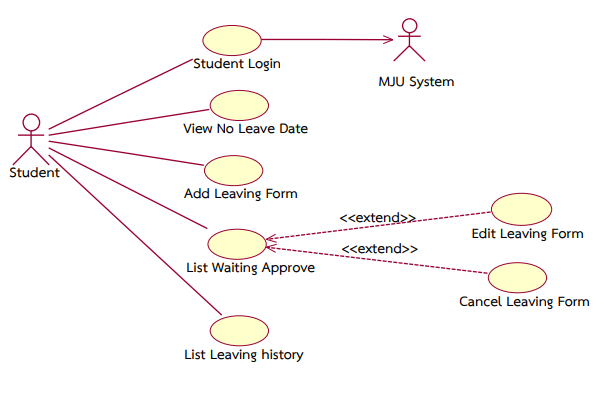 Student Login
MJU System
View No Leave Date
Student
Add Leaving Form
<<extend>>
Edit Leaving Form
<<extend>>
List Waiting Approve
Cancel Leaving Form
List Leaving history